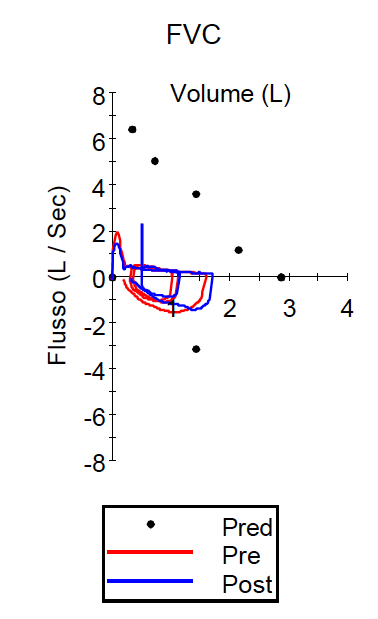 FVC
Volume (L)
Flusso (L / Sec)
8
6
4
2
0
-2
-4
-6
-8
1
2
3
4
Pred
Pre
Post